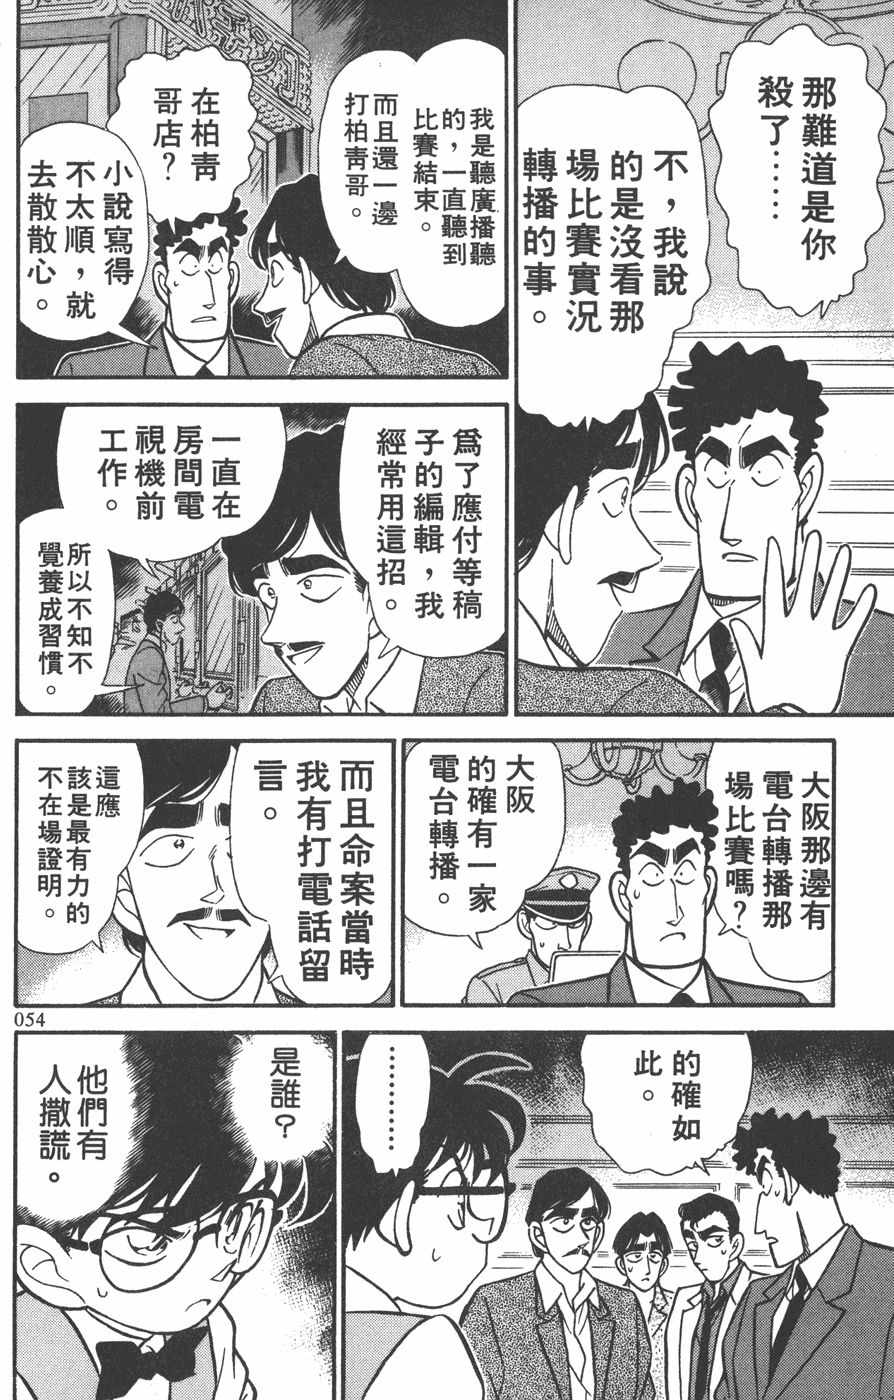 那難道是你
殺了……
不，我說
的是沒看那
場比賽實況
轉播的事。
我是聽廣播聽
的，一直聽到
比賽結束。
而且還一邊
打柏青哥。
在柏青
哥店？
小說寫得
不太順，就
去散散心。
為了應付等稿
子的編輯，我
經常用這招。
一直在
房間電
視機前
工作。
所以不知不
覺養成習慣。
大阪那邊有
電台轉播那
場比賽嗎？
大阪
的確有一家
電台轉播。
而且命案當時
我有打電話留
言。
這應
該是最有力的
不在場證明。
054
的確如
此。
…………
是誰？
他們有
人撒謊。